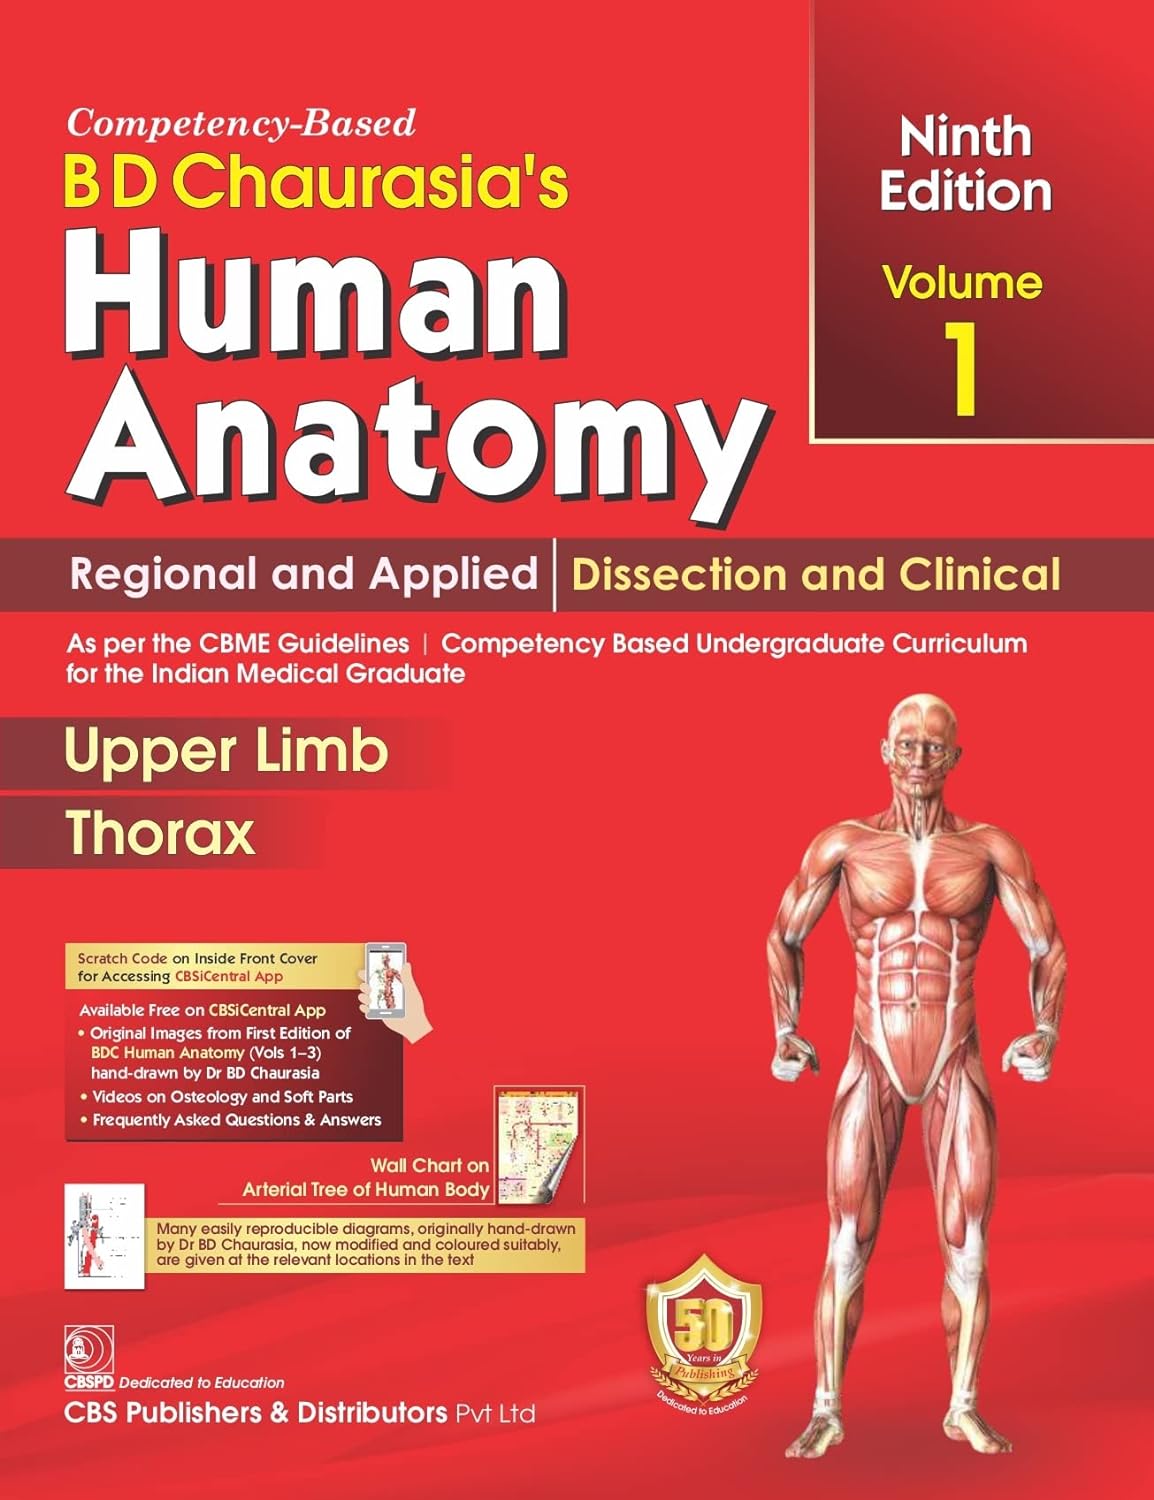 Competency-Based
B D Chaurasia's
Human
Anatomy
Ninth
Edition
Volume
1
Regional and Applied | Dissection and Clinical
As per the CBME Guidelines | Competency Based Undergraduate Curriculum
for the Indian Medical Graduate
Upper Limb
Thorax
Scratch Code on Inside Front Cover
for Accessing CBSiCentral App
Available Free on CBSiCentral App
• Original Images from First Edition of
BDC Human Anatomy (Vols 1–3)
hand-drawn by Dr BD Chaurasia
• Videos on Osteology and Soft Parts
• Frequently Asked Questions & Answers
Wall Chart on
Arterial Tree of Human Body
Many easily reproducible diagrams, originally hand-drawn
by Dr BD Chaurasia, now modified and coloured suitably,
are given at the relevant locations in the text
50
Years in
Publishing
Dedicated to Education
CBSPD Dedicated to Education
CBS Publishers & Distributors Pvt Ltd